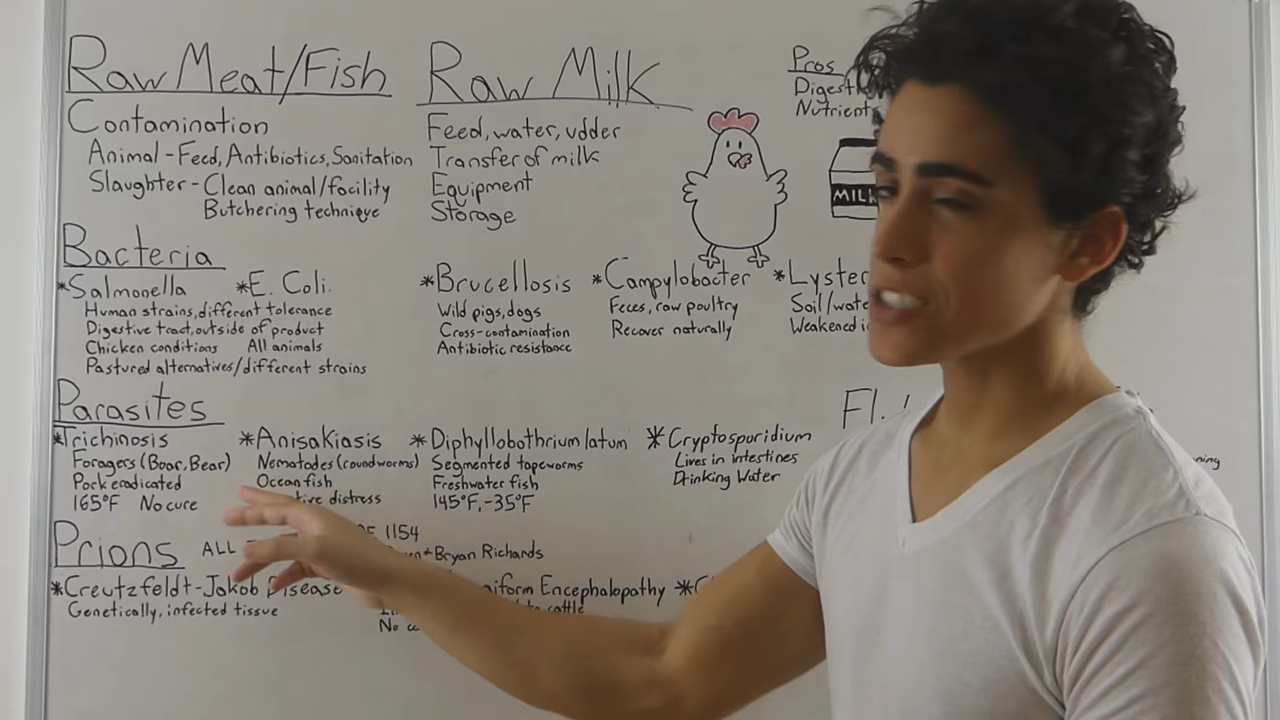 Raw Meat/Fish
Contamination
Animal - Feed, Antibiotics, Sanitation
Slaughter - Clean animal/facility
Butchering technique
Raw Milk
Feed, water, udder
Transfer of milk
Equipment
Storage
Pros
Nutrients
MILK
Bacteria
*Salmonella *E. Coli.
Human strains, different tolerance
Digestive tract, outside of product
Chicken conditions All animals
Pastured alternatives/different strains
*Brucellosis
Wild pigs, dogs
Cross-contamination
Antibiotic resistance
*Campylobacter
Feces, raw poultry
Recover naturally
*Lyster
Soil/wate
Weakened i
Parasites
*Trichinosis
Foragers (Boar, Bear)
Pork eradicated
165°F No cure
*Anisakiasis
Nematodes (roundworms)
Ocean fish
tive distress
*Diphyllobothrium latum
Segmented tapeworms
Freshwater fish
145°F, -35°F
*Cryptosporidium
Lives in intestines
Drinking Water
Prions ALL
1154
Bryan Richards
*Creutzfeldt-Jakob Disease
Genetically, infected tissue
iform Encephalopathy *C
cattle
No